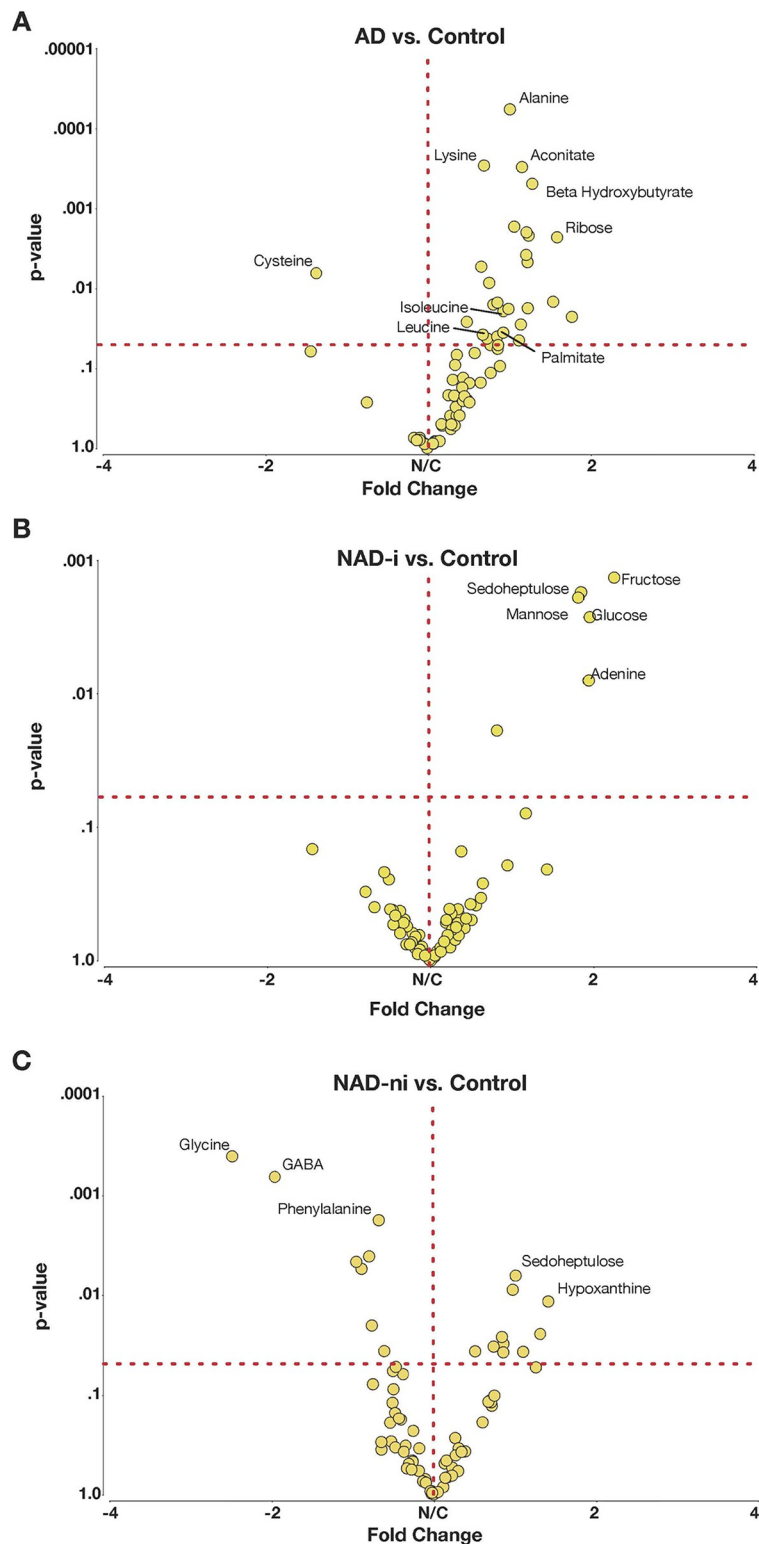 A
AD vs. Control
.00001
Alanine
.0001
Lysine
Aconitate
Beta Hydroxybutyrate
.001
Ribose
Cysteine
.01
Isoleucine
Leucine
Palmitate
.1
1.0
p-value
-4
-2
N/C
2
4
Fold Change
B
NAD-i vs. Control
.001
Fructose
Sedoheptulose
Mannose
Glucose
Adenine
.01
.1
1.0
p-value
-4
-2
N/C
2
4
Fold Change
C
NAD-ni vs. Control
.0001
Glycine
GABA
.001
Phenylalanine
Sedoheptulose
Hypoxanthine
.01
.1
1.0
p-value
-4
-2
N/C
2
4
Fold Change